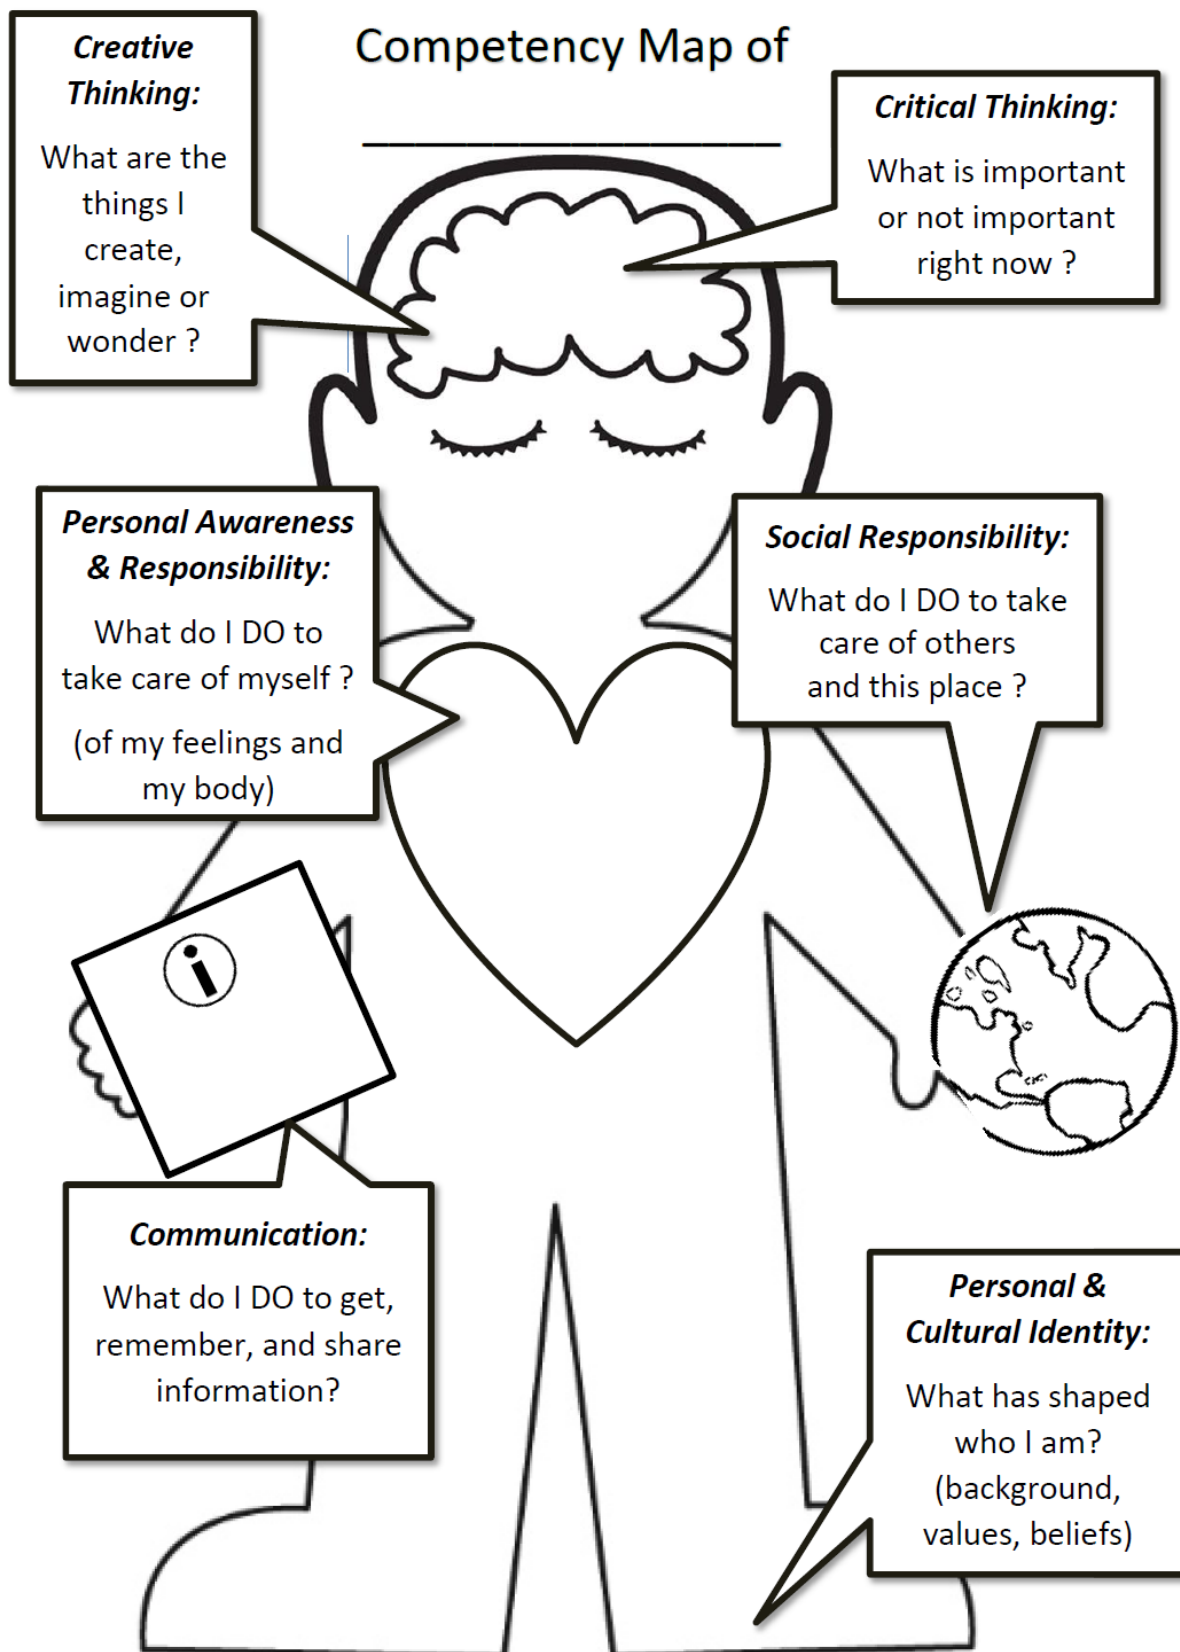 Competency Map of
________________
Creative
Thinking:
What are the
things I
create,
imagine or
wonder ?
Critical Thinking:
What is important
or not important
right now ?
Personal Awareness
& Responsibility:
What do I DO to
take care of myself ?
(of my feelings and
my body)
Social Responsibility:
What do I DO to take
care of others
and this place ?
i
Communication:
What do I DO to get,
remember, and share
information?
Personal &
Cultural Identity:
What has shaped
who I am?
(background,
values, beliefs)